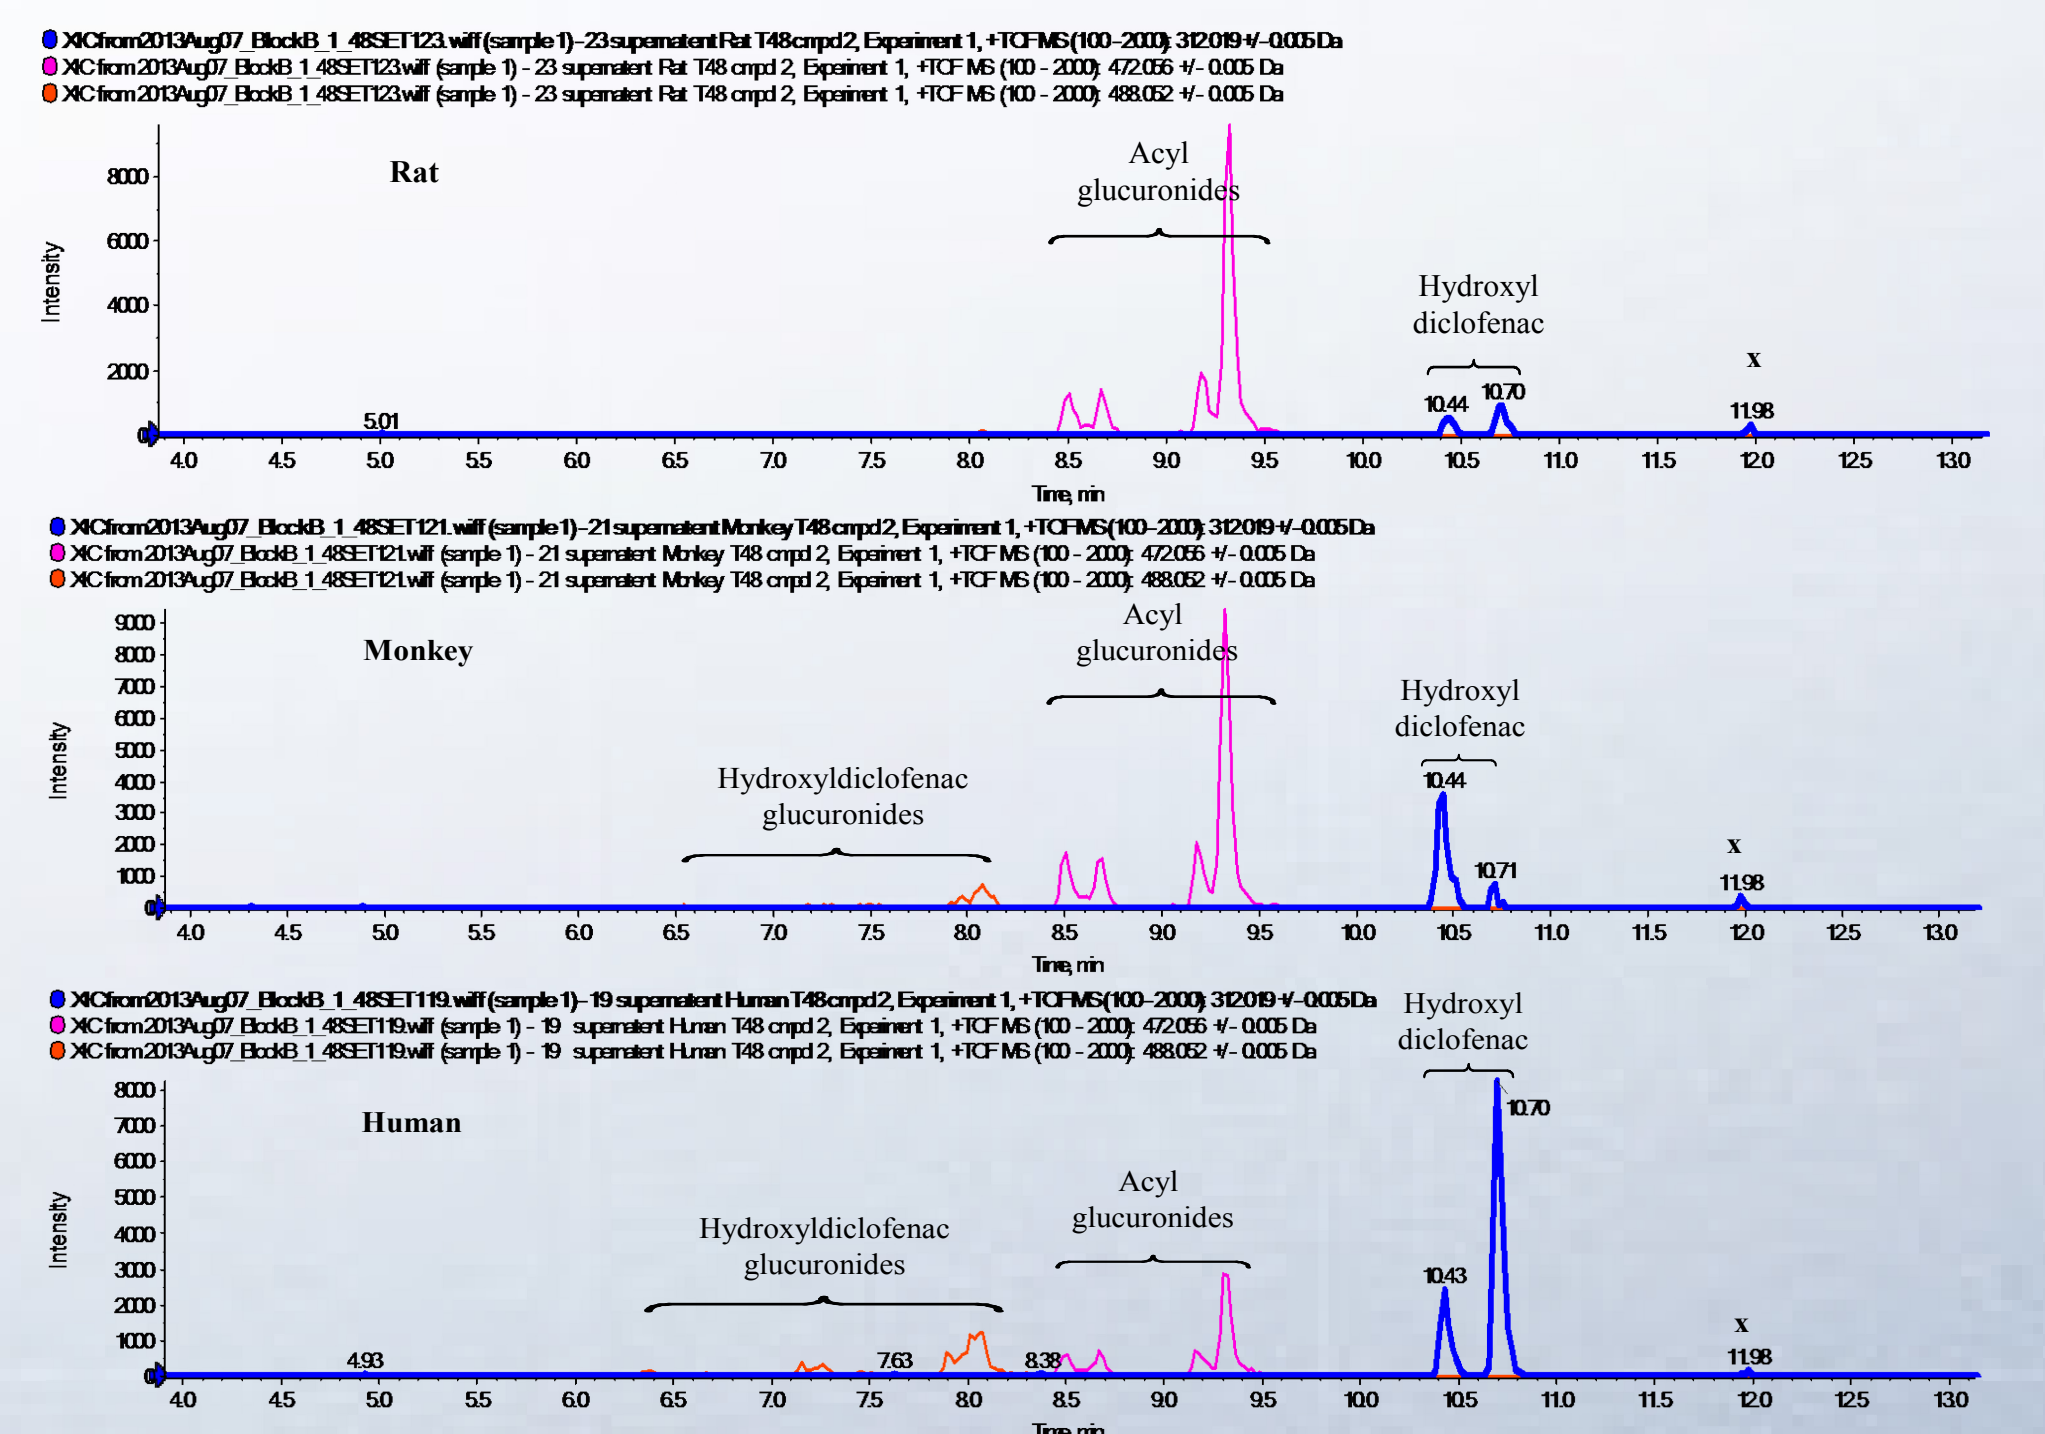 XIC from 2013Aug07_BlockB_1_48SET123.wiff (sample 1) - 23 supernatent Rat T48 cmpd 2, Experiment 1, +TOF MS (100 - 2000): 312.019 +/- 0.005 Da
XIC from 2013Aug07_BlockB_1_48SET123.wiff (sample 1) - 23 supernatent Rat T48 cmpd 2, Experiment 1, +TOF MS (100 - 2000): 472.056 +/- 0.005 Da
XIC from 2013Aug07_BlockB_1_48SET123.wiff (sample 1) - 23 supernatent Rat T48 cmpd 2, Experiment 1, +TOF MS (100 - 2000): 488.052 +/- 0.005 Da
Rat
Acyl
glucuronides
Hydroxyl
diclofenac
x
Intensity
8000
6000
4000
2000
0
5.01
10.44
10.70
11.98
4.0 4.5 5.0 5.5 6.0 6.5 7.0 7.5 8.0 8.5 9.0 9.5 10.0 10.5 11.0 11.5 12.0 12.5 13.0
Time, min
XIC from 2013Aug07_BlockB_1_48SET121.wiff (sample 1) - 21 supernatent Monkey T48 cmpd 2, Experiment 1, +TOF MS (100 - 2000): 312.019 +/- 0.005 Da
XIC from 2013Aug07_BlockB_1_48SET121.wiff (sample 1) - 21 supernatent Monkey T48 cmpd 2, Experiment 1, +TOF MS (100 - 2000): 472.056 +/- 0.005 Da
XIC from 2013Aug07_BlockB_1_48SET121.wiff (sample 1) - 21 supernatent Monkey T48 cmpd 2, Experiment 1, +TOF MS (100 - 2000): 488.052 +/- 0.005 Da
Monkey
Acyl
glucuronides
Hydroxyl
diclofenac
Hydroxyldiclofenac
glucuronides
x
Intensity
9000
8000
7000
6000
5000
4000
3000
2000
1000
0
10.44
10.71
11.98
4.0 4.5 5.0 5.5 6.0 6.5 7.0 7.5 8.0 8.5 9.0 9.5 10.0 10.5 11.0 11.5 12.0 12.5 13.0
Time, min
XIC from 2013Aug07_BlockB_1_48SET119.wiff (sample 1) - 19 supernatent Human T48 cmpd 2, Experiment 1, +TOF MS (100 - 2000): 312.019 +/- 0.005 Da
XIC from 2013Aug07_BlockB_1_48SET119.wiff (sample 1) - 19 supernatent Human T48 cmpd 2, Experiment 1, +TOF MS (100 - 2000): 472.056 +/- 0.005 Da
XIC from 2013Aug07_BlockB_1_48SET119.wiff (sample 1) - 19 supernatent Human T48 cmpd 2, Experiment 1, +TOF MS (100 - 2000): 488.052 +/- 0.005 Da
Hydroxyl
diclofenac
Human
Acyl
glucuronides
Hydroxyldiclofenac
glucuronides
x
Intensity
8000
7000
6000
5000
4000
3000
2000
1000
0
4.93
7.63
8.38
10.43
10.70
11.98
4.0 4.5 5.0 5.5 6.0 6.5 7.0 7.5 8.0 8.5 9.0 9.5 10.0 10.5 11.0 11.5 12.0 12.5 13.0
Time, min